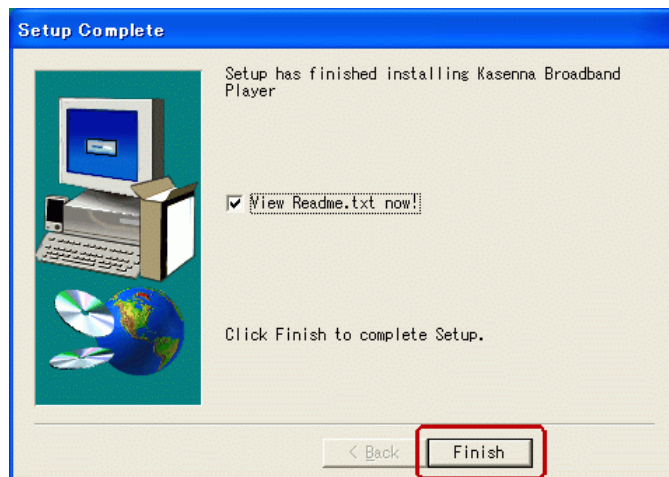 Setup Complete
Setup has finished installing Kasenna Broadband
Player
View Readme.txt now!
Click Finish to complete Setup.
< Back
Finish